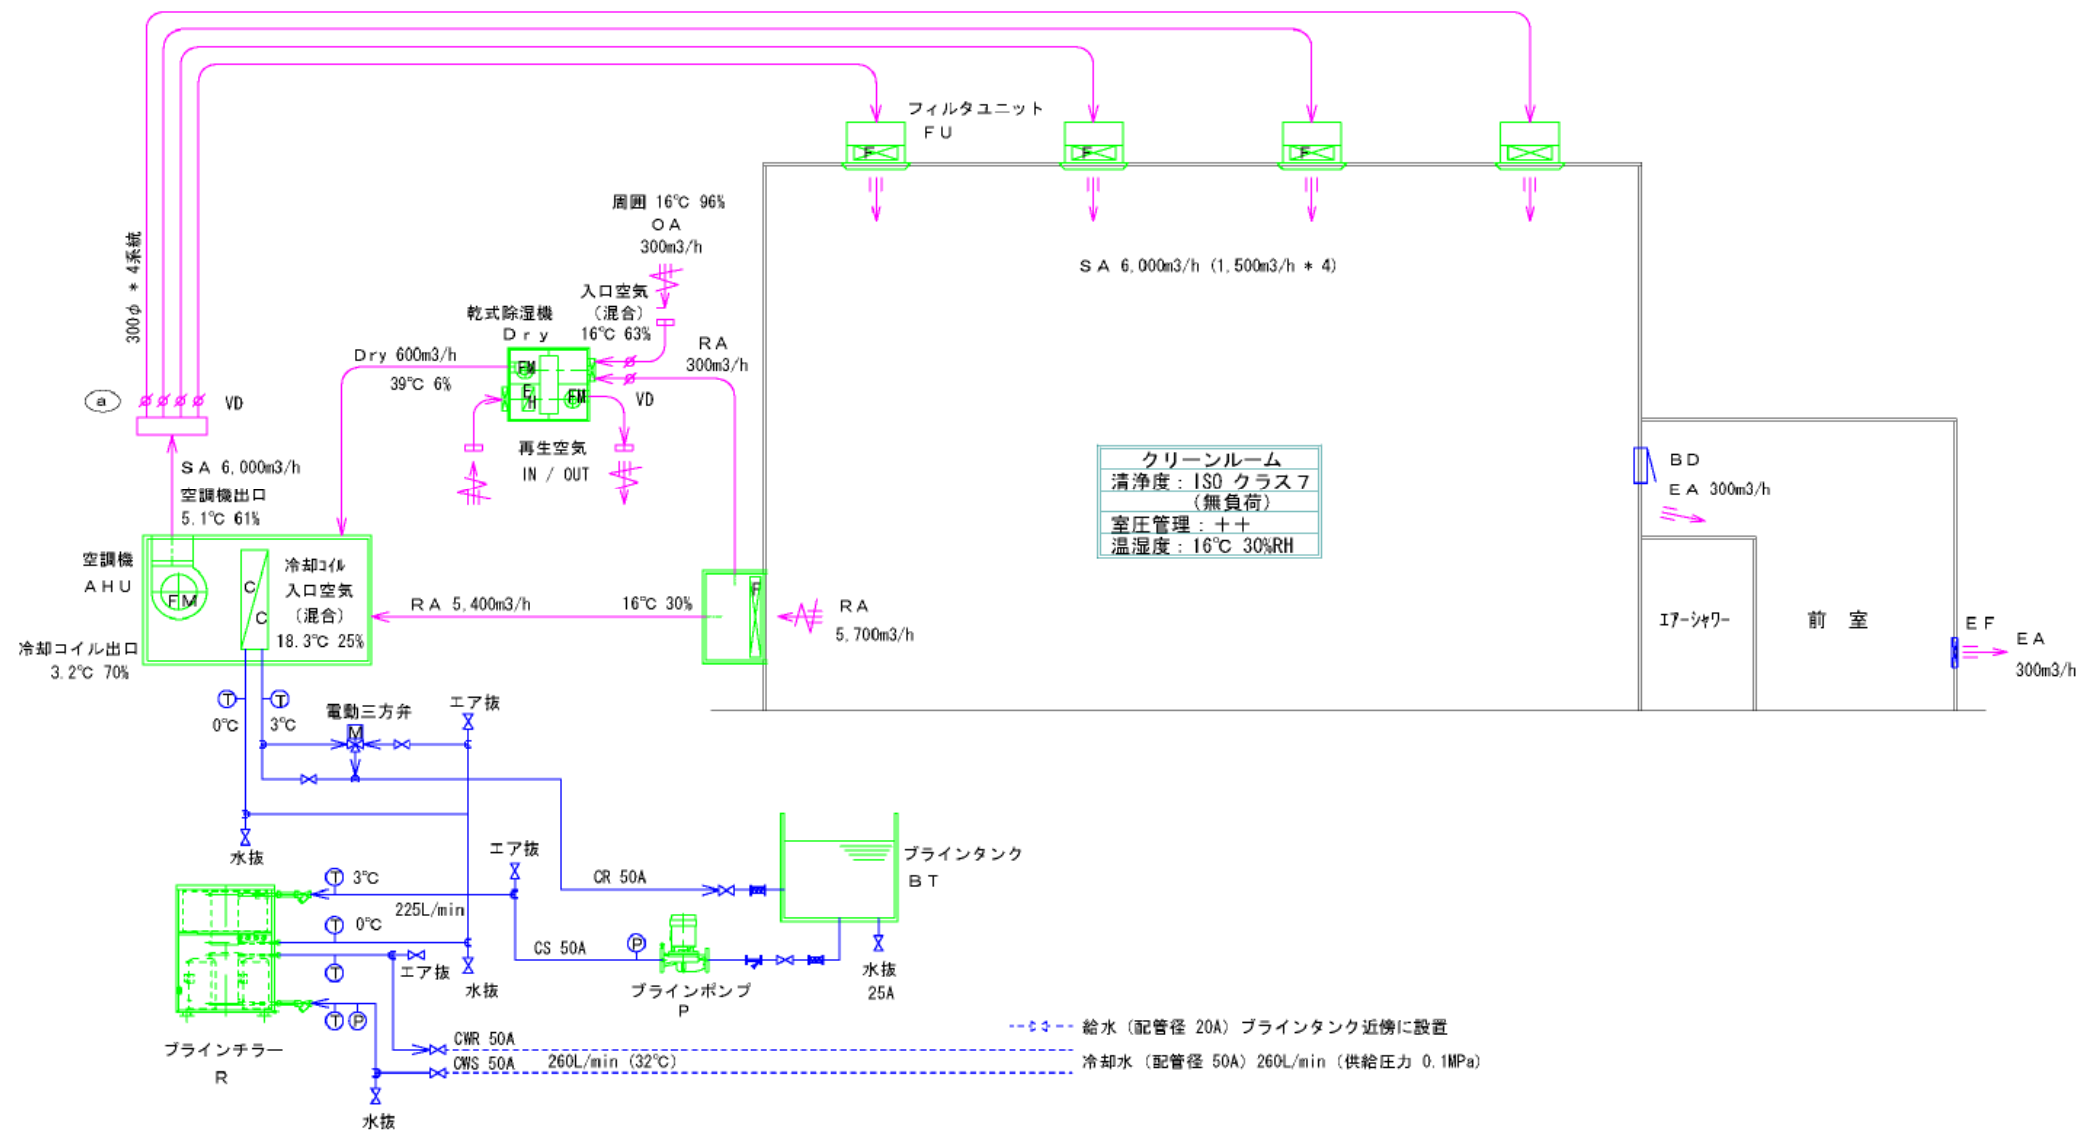 フィルタユニット
ＦＵ
F
F
F
周囲 16℃ 96%
ＯＡ
300m3/h
300φ * 4系統
ＳＡ 6,000m3/h (1,500m3/h * 4)
入口空気
(混合)
16℃ 63%
乾式除湿機
Ｄｒｙ
ＲＡ
300m3/h
Dry 600m3/h
39℃ 6%
FM
E
H
FM
VD
a
VD
再生空気
IN / OUT
ＳＡ 6,000m3/h
空調機出口
5.1℃ 61%
クリーンルーム
清浄度：ISO クラス７
(無負荷)
室圧管理：＋＋
温湿度：16℃ 30%RH
ＢＤ
ＥＡ 300m3/h
空調機
ＡＨＵ
FM
C
C
冷却ｺｲﾙ
入口空気
(混合)
18.3℃ 25%
ＲＡ 5,400m3/h
16℃ 30%
F
ＲＡ
5,700m3/h
ｴｱｰｼｬﾜｰ
前 室
ＥＦ
ＥＡ
300m3/h
冷却コイル出口
3.2℃ 70%
T
T
0℃
3℃
電動三方弁
M
エア抜
水抜
エア抜
ブラインタンク
ＢＴ
CR 50A
T
3℃
225L/min
T
0℃
CS 50A
P
エア抜
T
水抜
水抜
25A
ブラインポンプ
P
T
P
ブラインチラー
R
CWR 50A
CWS 50A
260L/min (32℃)
給水 (配管径 20A) ブラインタンク近傍に設置
冷却水 (配管径 50A) 260L/min (供給圧力 0.1MPa)
水抜